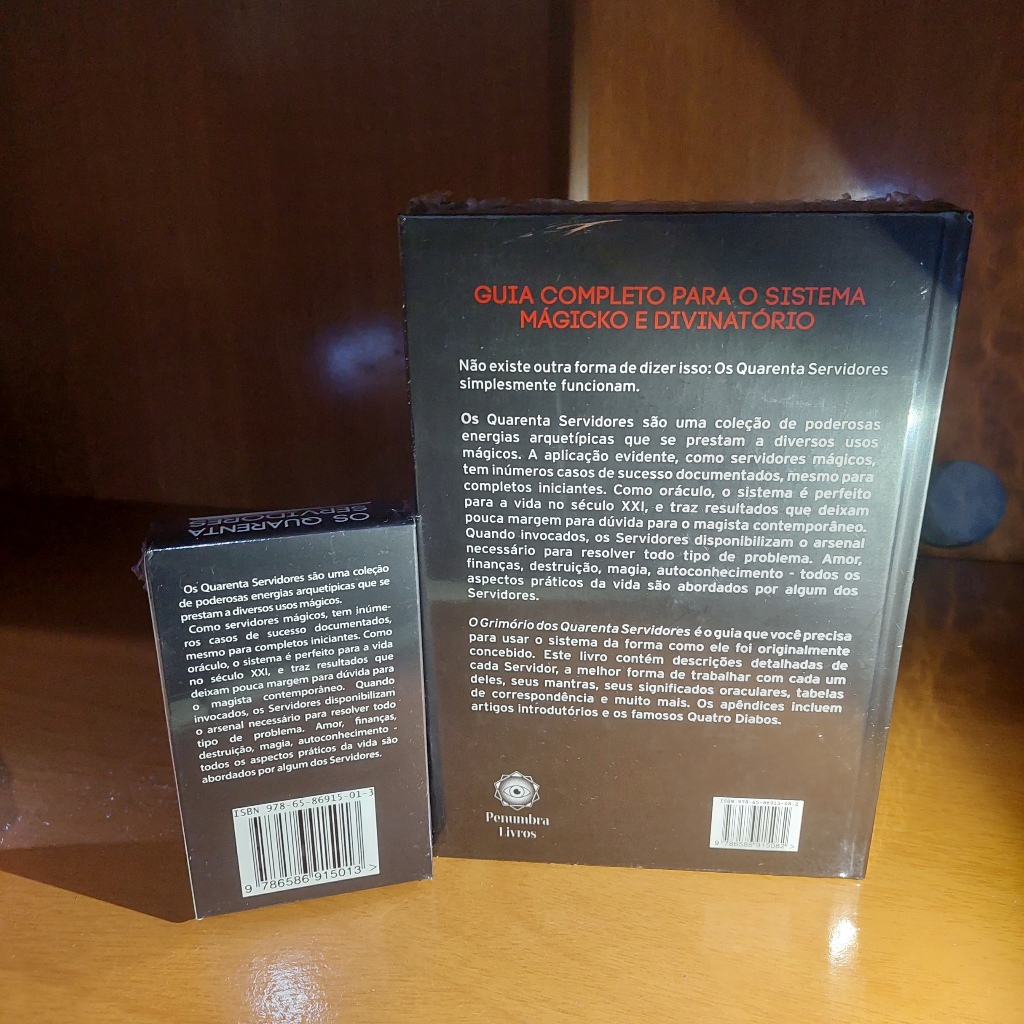 OS QUARENTA
SERVIDORES
Os Quarenta Servidores são uma coleção
de poderosas energias arquetípicas que se
prestam a diversos usos mágicos.
Como servidores mágicos, tem inúme-
ros casos de sucesso documentados,
mesmo para completos iniciantes. Como
oráculo, o sistema é perfeito para a vida
no século XXI, e traz resultados que
deixam pouca margem para dúvida para
o magista contemporâneo. Quando
invocados, os Servidores disponibilizam
o arsenal necessário para resolver todo
tipo de problema. Amor, finanças,
destruição, magia, autoconhecimento -
todos os aspectos práticos da vida são
abordados por algum dos Servidores.
ISBN 978-65-86915-01-3
9 786586 915013 >
GUIA COMPLETO PARA O SISTEMA
MÁGICKO E DIVINATÓRIO
Não existe outra forma de dizer isso: Os Quarenta Servidores
simplesmente funcionam.
Os Quarenta Servidores são uma coleção de poderosas
energias arquetípicas que se prestam a diversos usos
mágicos. A aplicação evidente, como servidores mágicos,
tem inúmeros casos de sucesso documentados, mesmo para
completos iniciantes. Como oráculo, o sistema é perfeito
para a vida no século XXI, e traz resultados que deixam
pouca margem para dúvida para o magista contemporâneo.
Quando invocados, os Servidores disponibilizam o arsenal
necessário para resolver todo tipo de problema. Amor,
finanças, destruição, magia, autoconhecimento - todos os
aspectos práticos da vida são abordados por algum dos
Servidores.
O Grimório dos Quarenta Servidores é o guia que você precisa
para usar o sistema da forma como ele foi originalmente
concebido. Este livro contém descrições detalhadas de
cada Servidor, a melhor forma de trabalhar com cada um
deles, seus mantras, seus significados oraculares, tabelas
de correspondência e muito mais. Os apêndices incluem
artigos introdutórios e os famosos Quatro Diabos.
Penumbra
Livros
ISBN 978-65-86915-08-2
9 786586 915082 >